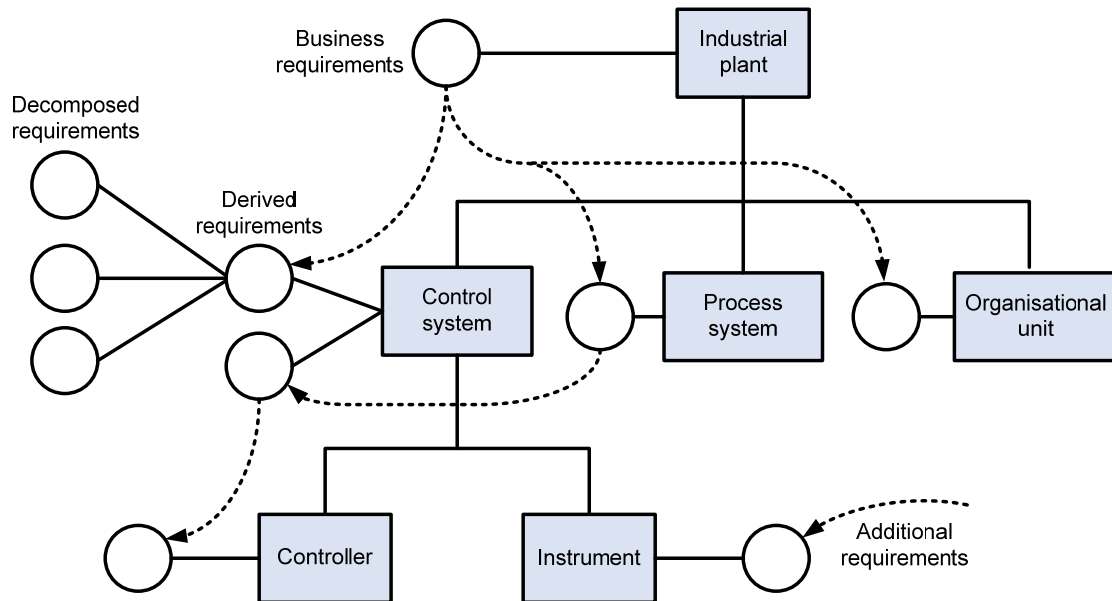 Business
requirements
Industrial
plant
Decomposed
requirements
Derived
requirements
Control
system
Process
system
Organisational
unit
Controller
Instrument
Additional
requirements